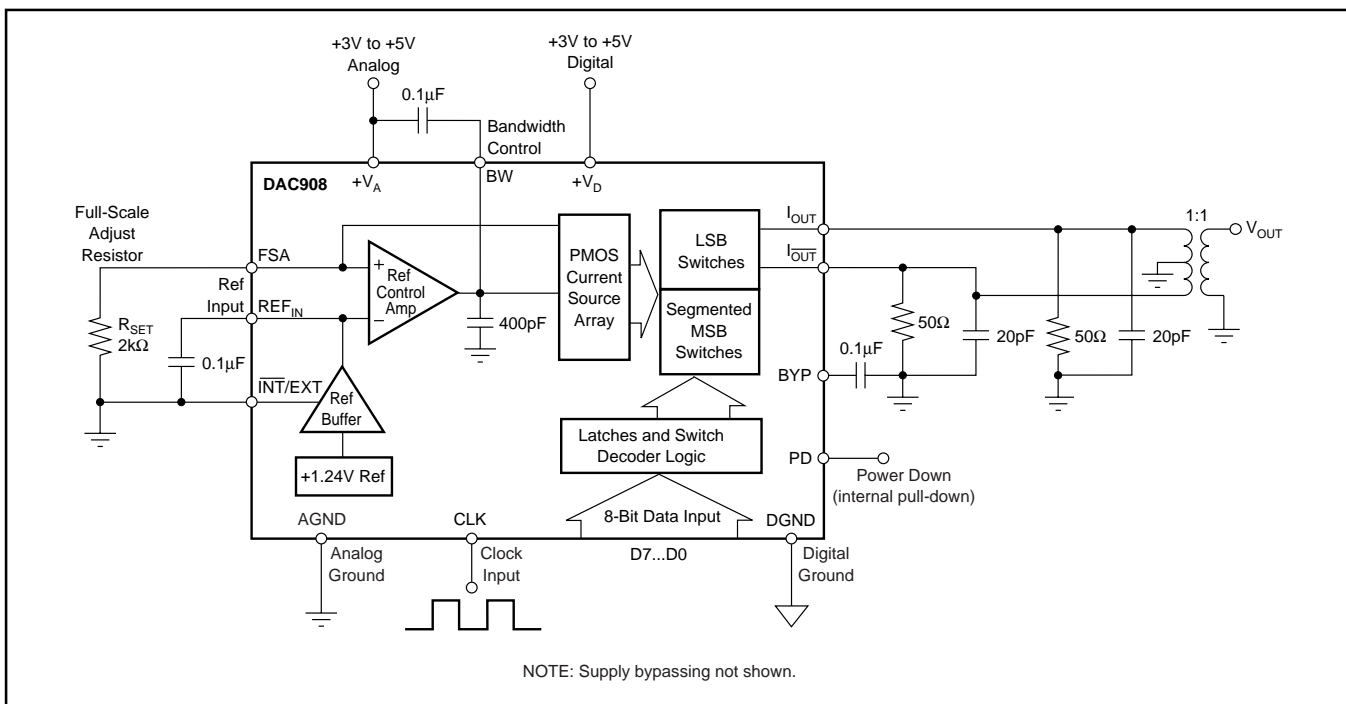 +3V to +5V
Analog
+3V to +5V
Digital
0.1µF
Bandwidth
Control
DAC908
+VA
BW
+VD
Full-Scale
Adjust
Resistor
FSA
Ref
Input
REFIN
RSET
2kΩ
0.1µF
INT/EXT
+
Ref
Control
Amp
–
400pF
PMOS
Current
Source
Array
LSB
Switches
Segmented
MSB
Switches
IOUT
IOUT
1:1
VOUT
50Ω
20pF
50Ω
20pF
0.1µF
BYP
Ref
Buffer
+1.24V Ref
Latches and Switch
Decoder Logic
PD
Power Down
(internal pull-down)
8-Bit Data Input
AGND
CLK
DGND
Analog
Ground
Clock
Input
D7...D0
Digital
Ground
NOTE: Supply bypassing not shown.